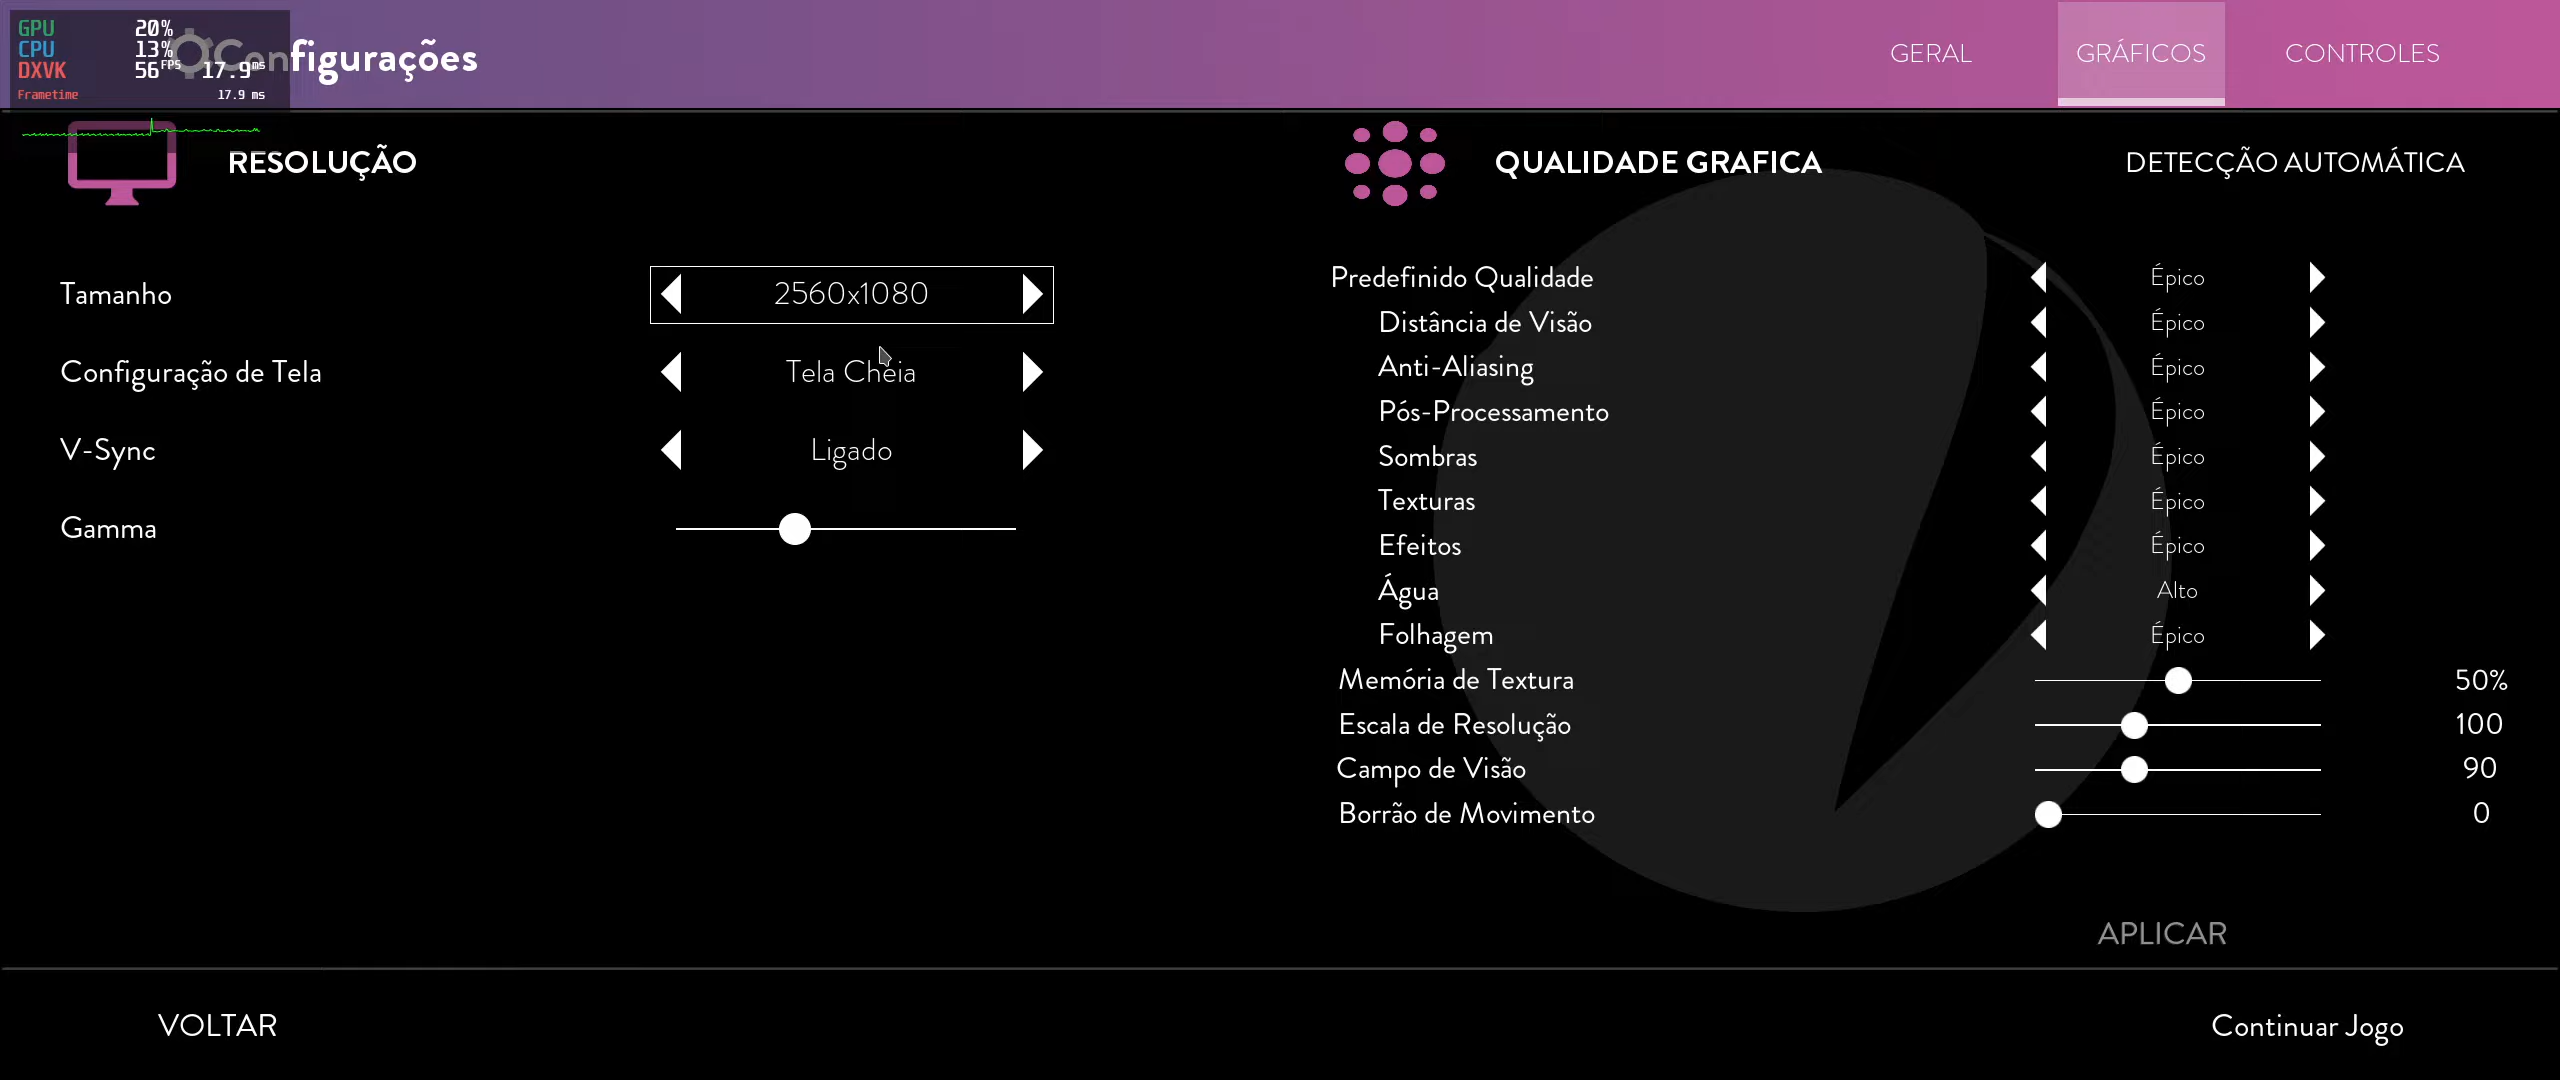 GPU 20%
CPU 13%
DXVK 56 FPS 17.9 ms
Frametime 17.9 ms
Configurações
GERAL
GRÁFICOS
CONTROLES
RESOLUÇÃO
Tamanho 2560x1080
Configuração de Tela Tela Cheia
V-Sync Ligado
Gamma
QUALIDADE GRAFICA
DETECÇÃO AUTOMÁTICA
Predefinido Qualidade Épico
Distância de Visão Épico
Anti-Aliasing Épico
Pós-Processamento Épico
Sombras Épico
Texturas Épico
Efeitos Épico
Água Alto
Folhagem Épico
Memória de Textura 50%
Escala de Resolução 100
Campo de Visão 90
Borrão de Movimento 0
APLICAR
VOLTAR
Continuar Jogo